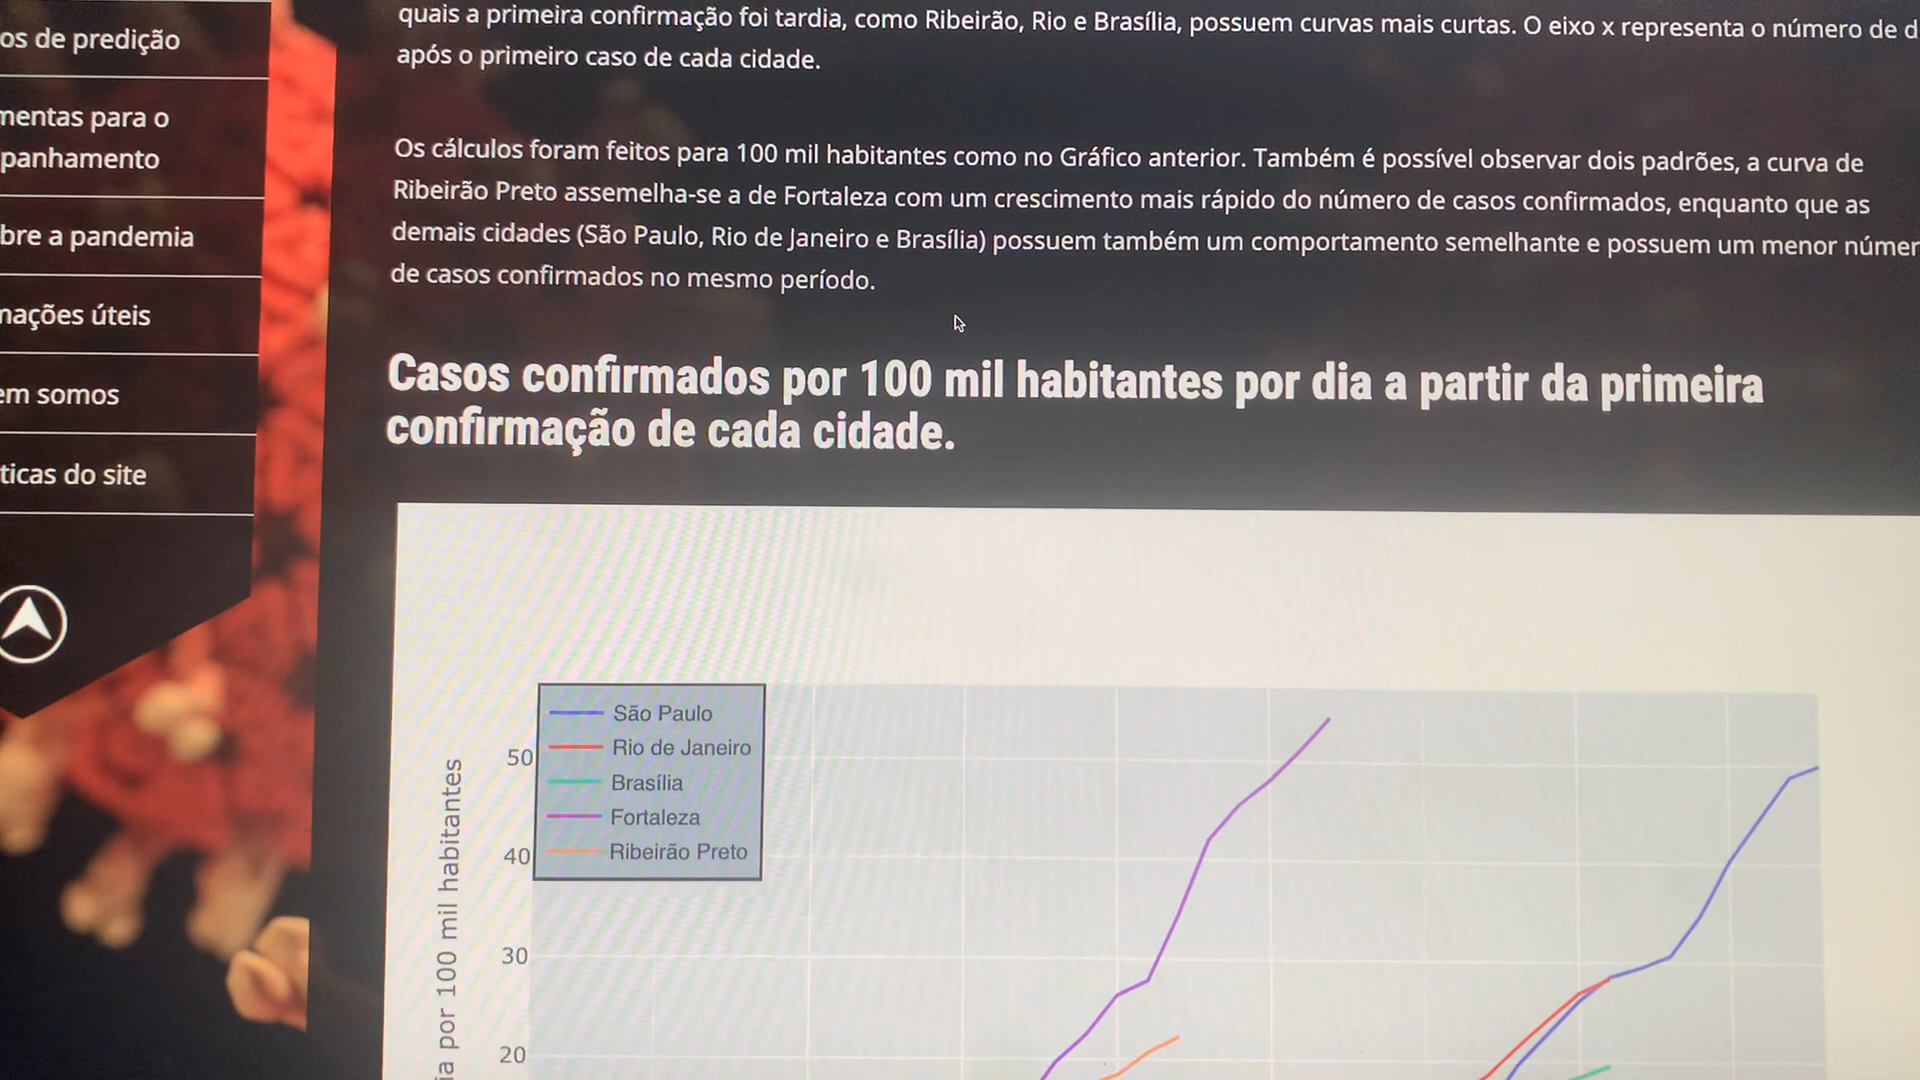 os de predição
mentas para o
panhamento
bre a pandemia
mações úteis
em somos
ticas do site
quais a primeira confirmação foi tardia, como Ribeirão, Rio e Brasília, possuem curvas mais curtas. O eixo x representa o número de d
após o primeiro caso de cada cidade.
Os cálculos foram feitos para 100 mil habitantes como no Gráfico anterior. Também é possível observar dois padrões, a curva de
Ribeirão Preto assemelha-se a de Fortaleza com um crescimento mais rápido do número de casos confirmados, enquanto que as
demais cidades (São Paulo, Rio de Janeiro e Brasília) possuem também um comportamento semelhante e possuem um menor númer
de casos confirmados no mesmo período.
Casos confirmados por 100 mil habitantes por dia a partir da primeira
confirmação de cada cidade.
São Paulo
Rio de Janeiro
Brasília
Fortaleza
Ribeirão Preto
50
40
30
20
ia por 100 mil habitantes